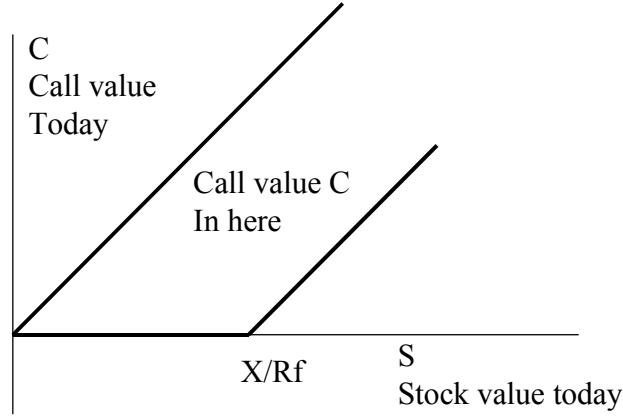 C
Call value
Today
Call value C
In here
X/Rf
S
Stock value today